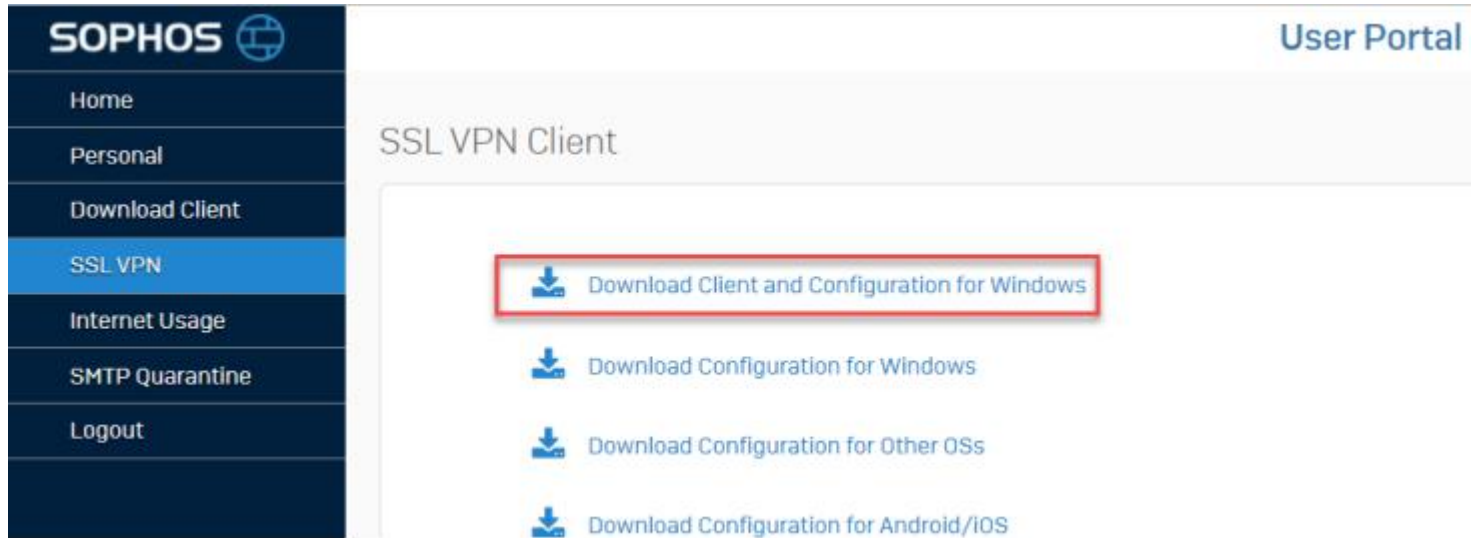 SOPHOS
User Portal
Home
Personal
Download Client
SSL VPN
Internet Usage
SMTP Quarantine
Logout
SSL VPN Client
Download Client and Configuration for Windows
Download Configuration for Windows
Download Configuration for Other OSs
Download Configuration for Android/iOS